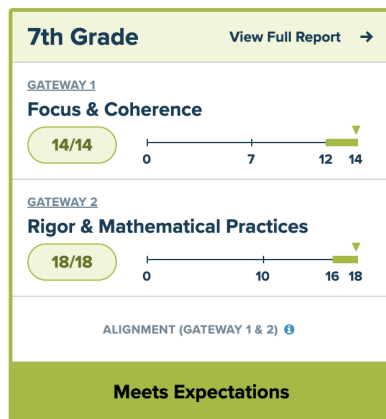 7th Grade
View Full Report →
GATEWAY 1
Focus & Coherence
14/14
0 7 12 14
GATEWAY 2
Rigor & Mathematical Practices
18/18
0 10 16 18
ALIGNMENT (GATEWAY 1 & 2) i
Meets Expectations